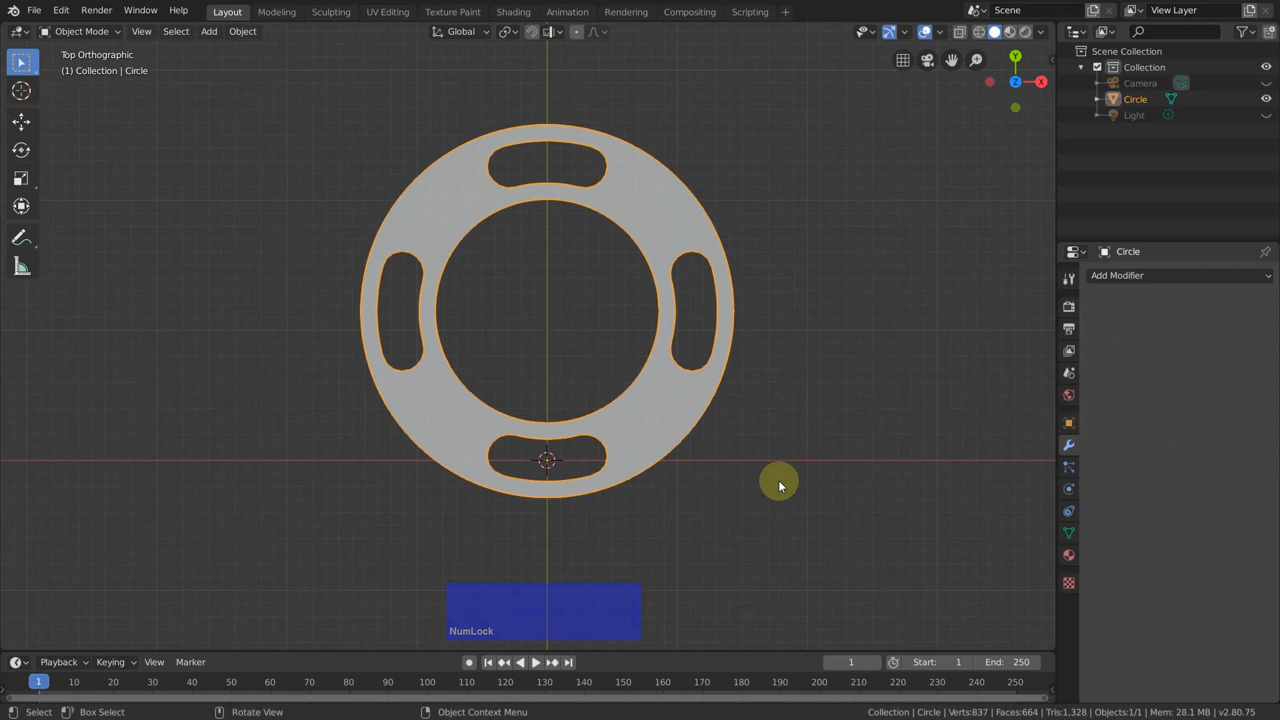 File Edit Render Window Help Layout Modeling Sculpting UV Editing Texture Paint Shading Animation Rendering Compositing Scripting + Scene View Layer
Object Mode View Select Add Object Global
Top Orthographic
(1) Collection | Circle
Y
Z X
Scene Collection
Collection
Camera
Circle
Light
Circle
Add Modifier
NumLock
Playback Keying View Marker 1 Start: 1 End: 250
1 10 20 30 40 50 60 70 80 90 100 110 120 130 140 150 160 170 180 190 200 210 220 230 240 250
Select Box Select Rotate View Object Context Menu Collection | Circle | Verts:837 | Faces:664 | Tris:1,328 | Objects:1/1 | Mem: 28.1 MB | v2.80.75